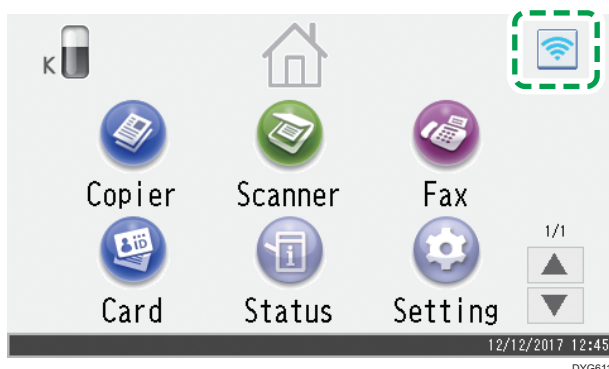 K
Copier Scanner Fax
1/1
Card Status Setting
12/12/2017 12:45